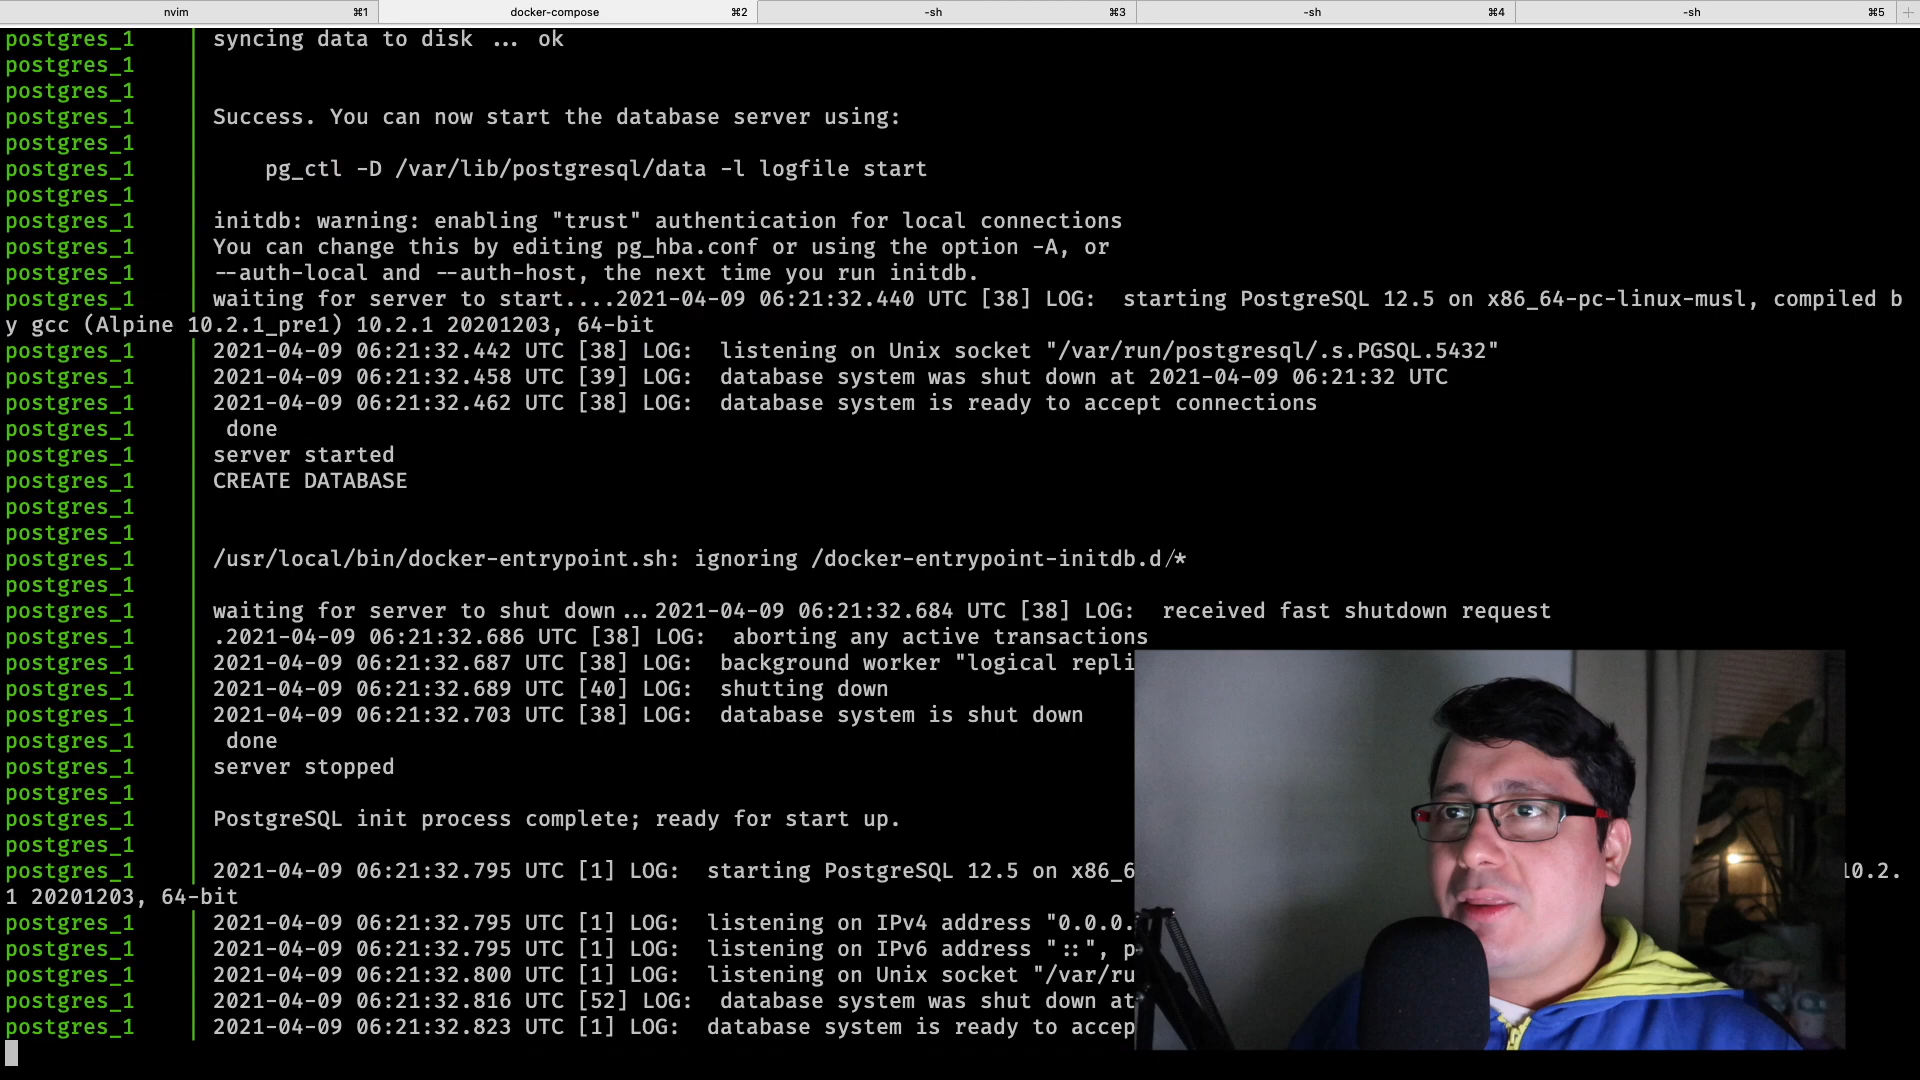 nvim ⌘1 docker-compose ⌘2 -sh ⌘3 -sh ⌘4 -sh ⌘5 +
postgres_1 | syncing data to disk ... ok
postgres_1 |
postgres_1 |
postgres_1 | Success. You can now start the database server using:
postgres_1 |
postgres_1 | pg_ctl -D /var/lib/postgresql/data -l logfile start
postgres_1 |
postgres_1 | initdb: warning: enabling "trust" authentication for local connections
postgres_1 | You can change this by editing pg_hba.conf or using the option -A, or
postgres_1 | --auth-local and --auth-host, the next time you run initdb.
postgres_1 | waiting for server to start....2021-04-09 06:21:32.440 UTC [38] LOG:  starting PostgreSQL 12.5 on x86_64-pc-linux-musl, compiled b
y gcc (Alpine 10.2.1_pre1) 10.2.1 20201203, 64-bit
postgres_1 | 2021-04-09 06:21:32.442 UTC [38] LOG:  listening on Unix socket "/var/run/postgresql/.s.PGSQL.5432"
postgres_1 | 2021-04-09 06:21:32.458 UTC [39] LOG:  database system was shut down at 2021-04-09 06:21:32 UTC
postgres_1 | 2021-04-09 06:21:32.462 UTC [38] LOG:  database system is ready to accept connections
postgres_1 | done
postgres_1 | server started
postgres_1 | CREATE DATABASE
postgres_1 |
postgres_1 |
postgres_1 | /usr/local/bin/docker-entrypoint.sh: ignoring /docker-entrypoint-initdb.d/*
postgres_1 |
postgres_1 | waiting for server to shut down...2021-04-09 06:21:32.684 UTC [38] LOG:  received fast shutdown request
postgres_1 | .2021-04-09 06:21:32.686 UTC [38] LOG:  aborting any active transactions
postgres_1 | 2021-04-09 06:21:32.687 UTC [38] LOG:  background worker "logical repli
postgres_1 | 2021-04-09 06:21:32.689 UTC [40] LOG:  shutting down
postgres_1 | 2021-04-09 06:21:32.703 UTC [38] LOG:  database system is shut down
postgres_1 | done
postgres_1 | server stopped
postgres_1 |
postgres_1 | PostgreSQL init process complete; ready for start up.
postgres_1 |
postgres_1 | 2021-04-09 06:21:32.795 UTC [1] LOG:  starting PostgreSQL 12.5 on x86_6 10.2.
1 20201203, 64-bit
postgres_1 | 2021-04-09 06:21:32.795 UTC [1] LOG:  listening on IPv4 address "0.0.0.
postgres_1 | 2021-04-09 06:21:32.795 UTC [1] LOG:  listening on IPv6 address "::", p
postgres_1 | 2021-04-09 06:21:32.800 UTC [1] LOG:  listening on Unix socket "/var/ru
postgres_1 | 2021-04-09 06:21:32.816 UTC [52] LOG:  database system was shut down at
postgres_1 | 2021-04-09 06:21:32.823 UTC [1] LOG:  database system is ready to accep